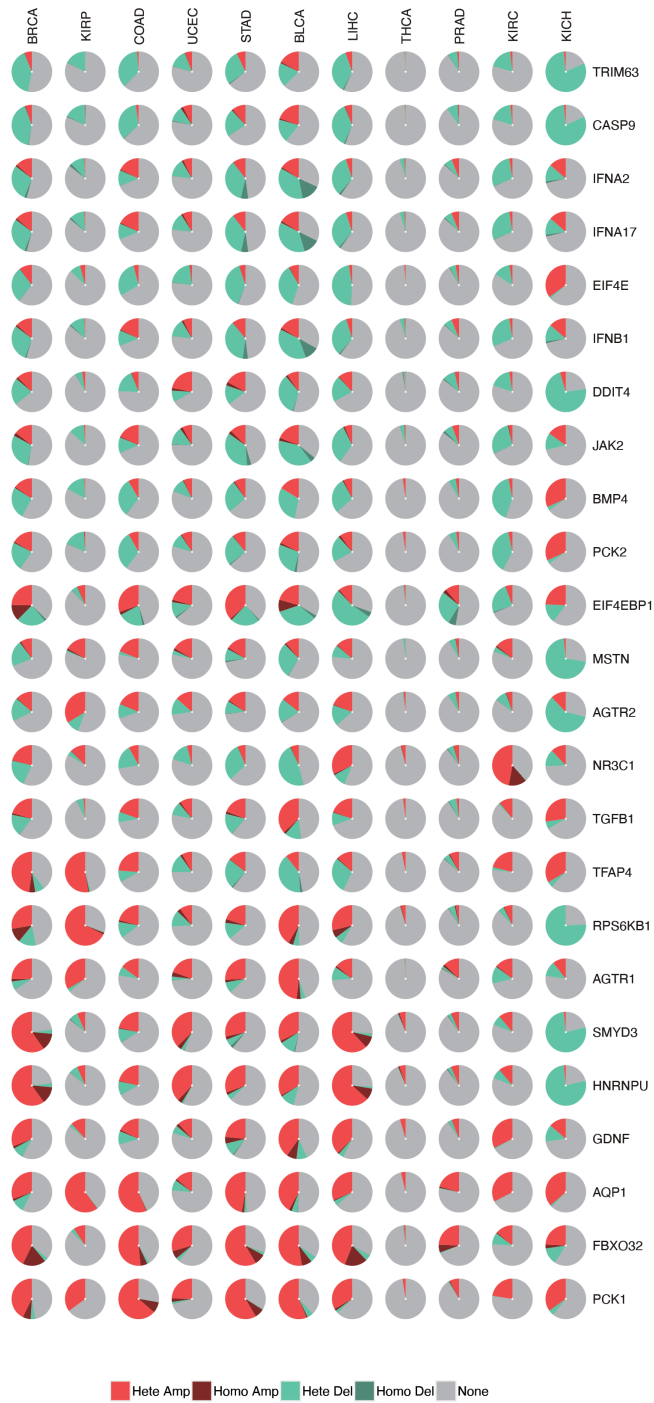 BRCA KIRP COAD UCEC STAD BLCA LIHC THCA PRAD KIRC KICH
TRIM63
CASP9
IFNA2
IFNA17
EIF4E
IFNB1
DDIT4
JAK2
BMP4
PCK2
EIF4EBP1
MSTN
AGTR2
NR3C1
TGFB1
TFAP4
RPS6KB1
AGTR1
SMYD3
HNRNPU
GDNF
AQP1
FBXO32
PCK1
Hete Amp Homo Amp Hete Del Homo Del None